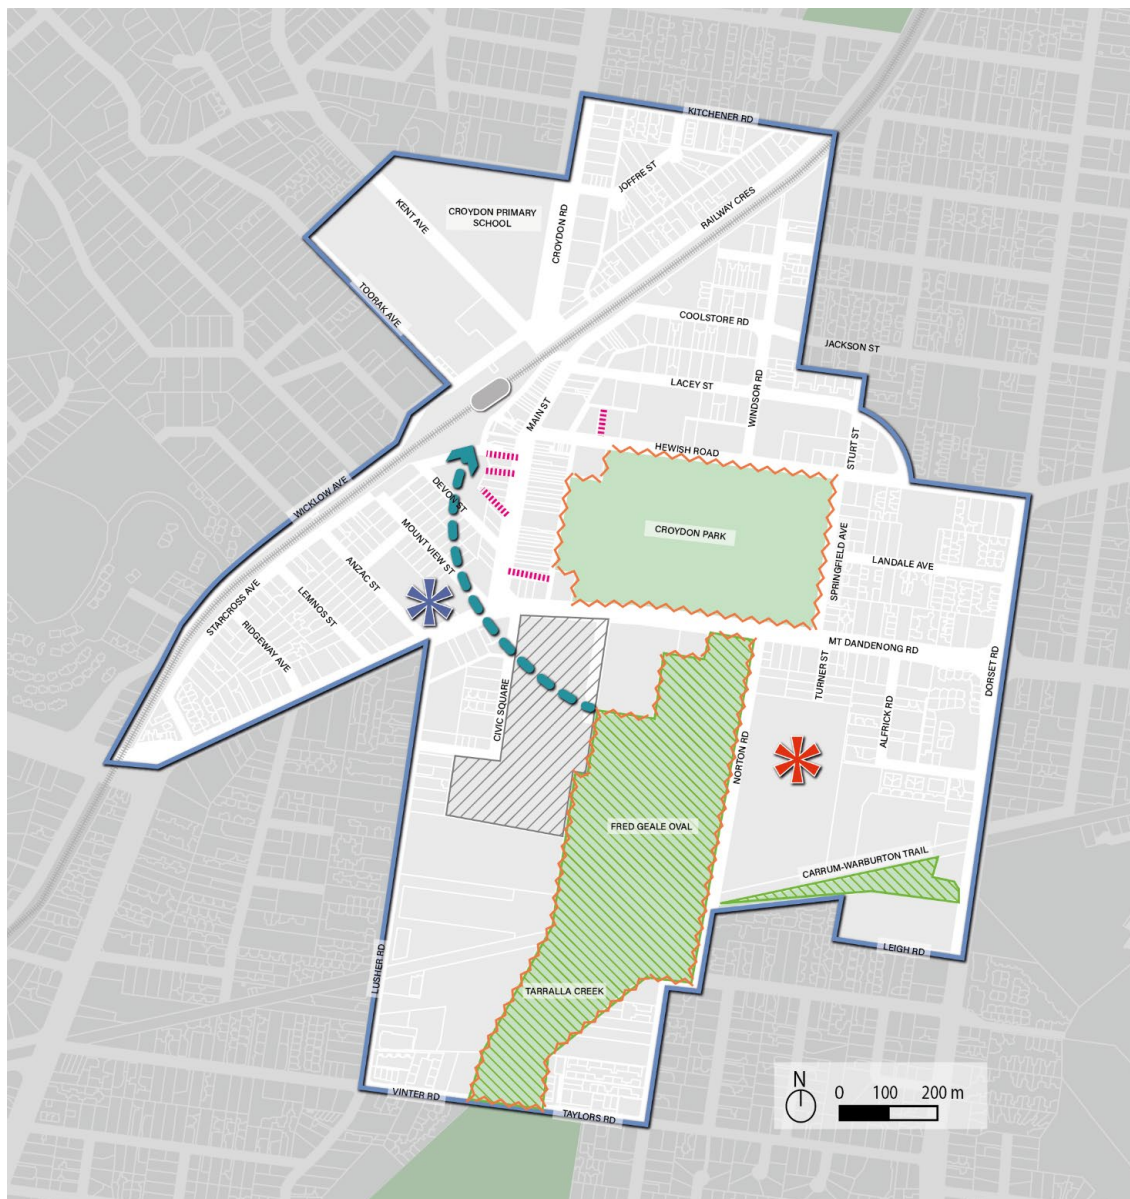 KITCHENER RD
JOFFRE ST
RAILWAY CRES
KENT AVE
CROYDON PRIMARY
SCHOOL
CROYDON RD
TOORAK AVE
COOLSTORE RD
JACKSON ST
LACEY ST
WINDSOR RD
MAIN ST
HEWISH ROAD
STURT ST
WICKLOW AVE
DEVON ST
MOUNT VIEW ST
CROYDON PARK
SPRINGFIELD AVE
LANDALE AVE
ANZAC ST
LEMNOS ST
STARCROSS AVE
RIDGEWAY AVE
MT DANDENONG RD
DORSET RD
TURNER ST
ALFRICK RD
CIVIC SQUARE
NORTON RD
FRED GEALE OVAL
CARRUM-WARBURTON TRAIL
LUSHER RD
LEIGH RD
TARRALLA CREEK
VINTER RD
TAYLORS RD
N
0 100 200 m